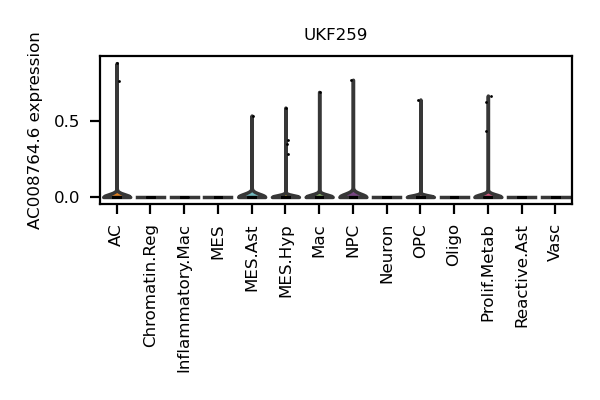 UKF259
AC008764.6 expression
0.5
0.0
AC
Chromatin.Reg
Inflammatory.Mac
MES
MES.Ast
MES.Hyp
Mac
NPC
Neuron
OPC
Oligo
Prolif.Metab
Reactive.Ast
Vasc